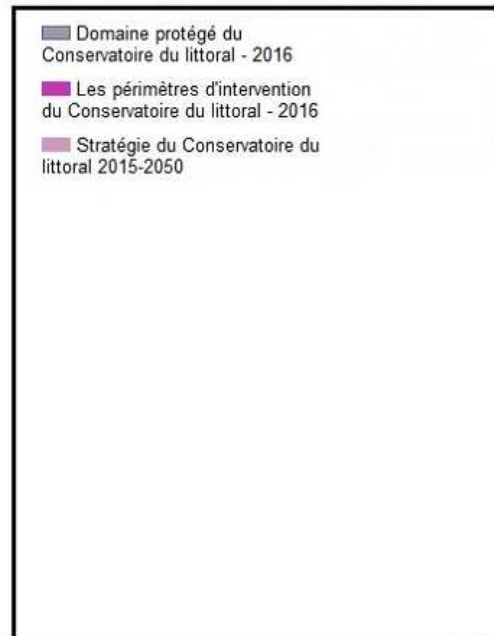 Domaine protégé du
Conservatoire du littoral - 2016
Les périmètres d'intervention
du Conservatoire du littoral - 2016
Stratégie du Conservatoire du
littoral 2015-2050